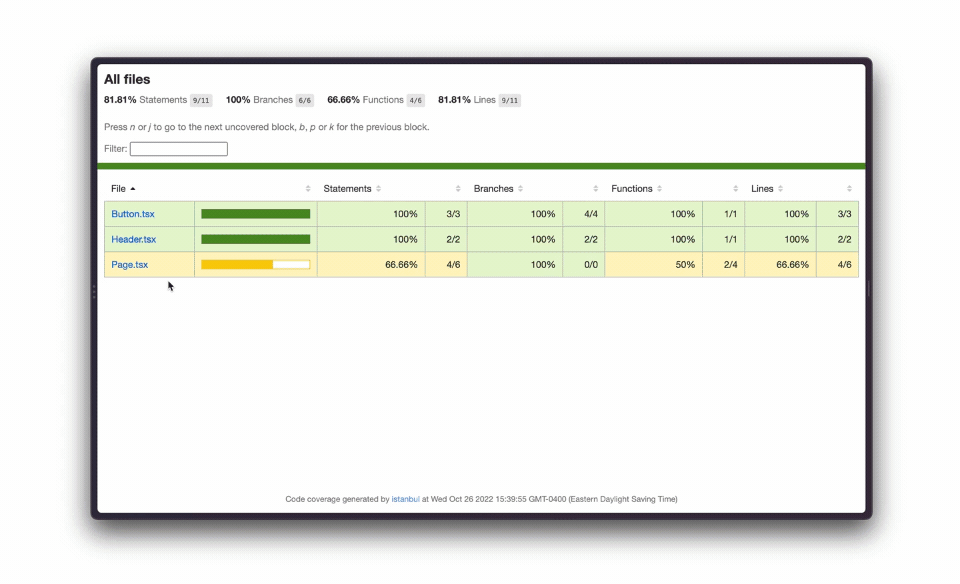 All files
81.81% Statements 9/11 100% Branches 6/6 66.66% Functions 4/6 81.81% Lines 9/11
Press n or j to go to the next uncovered block, b, p or k for the previous block.
Filter:
File Statements Branches Functions Lines
Button.tsx 100% 3/3 100% 4/4 100% 1/1 100% 3/3
Header.tsx 100% 2/2 100% 2/2 100% 1/1 100% 2/2
Page.tsx 66.66% 4/6 100% 0/0 50% 2/4 66.66% 4/6
Code coverage generated by istanbul at Wed Oct 26 2022 15:39:55 GMT-0400 (Eastern Daylight Saving Time)